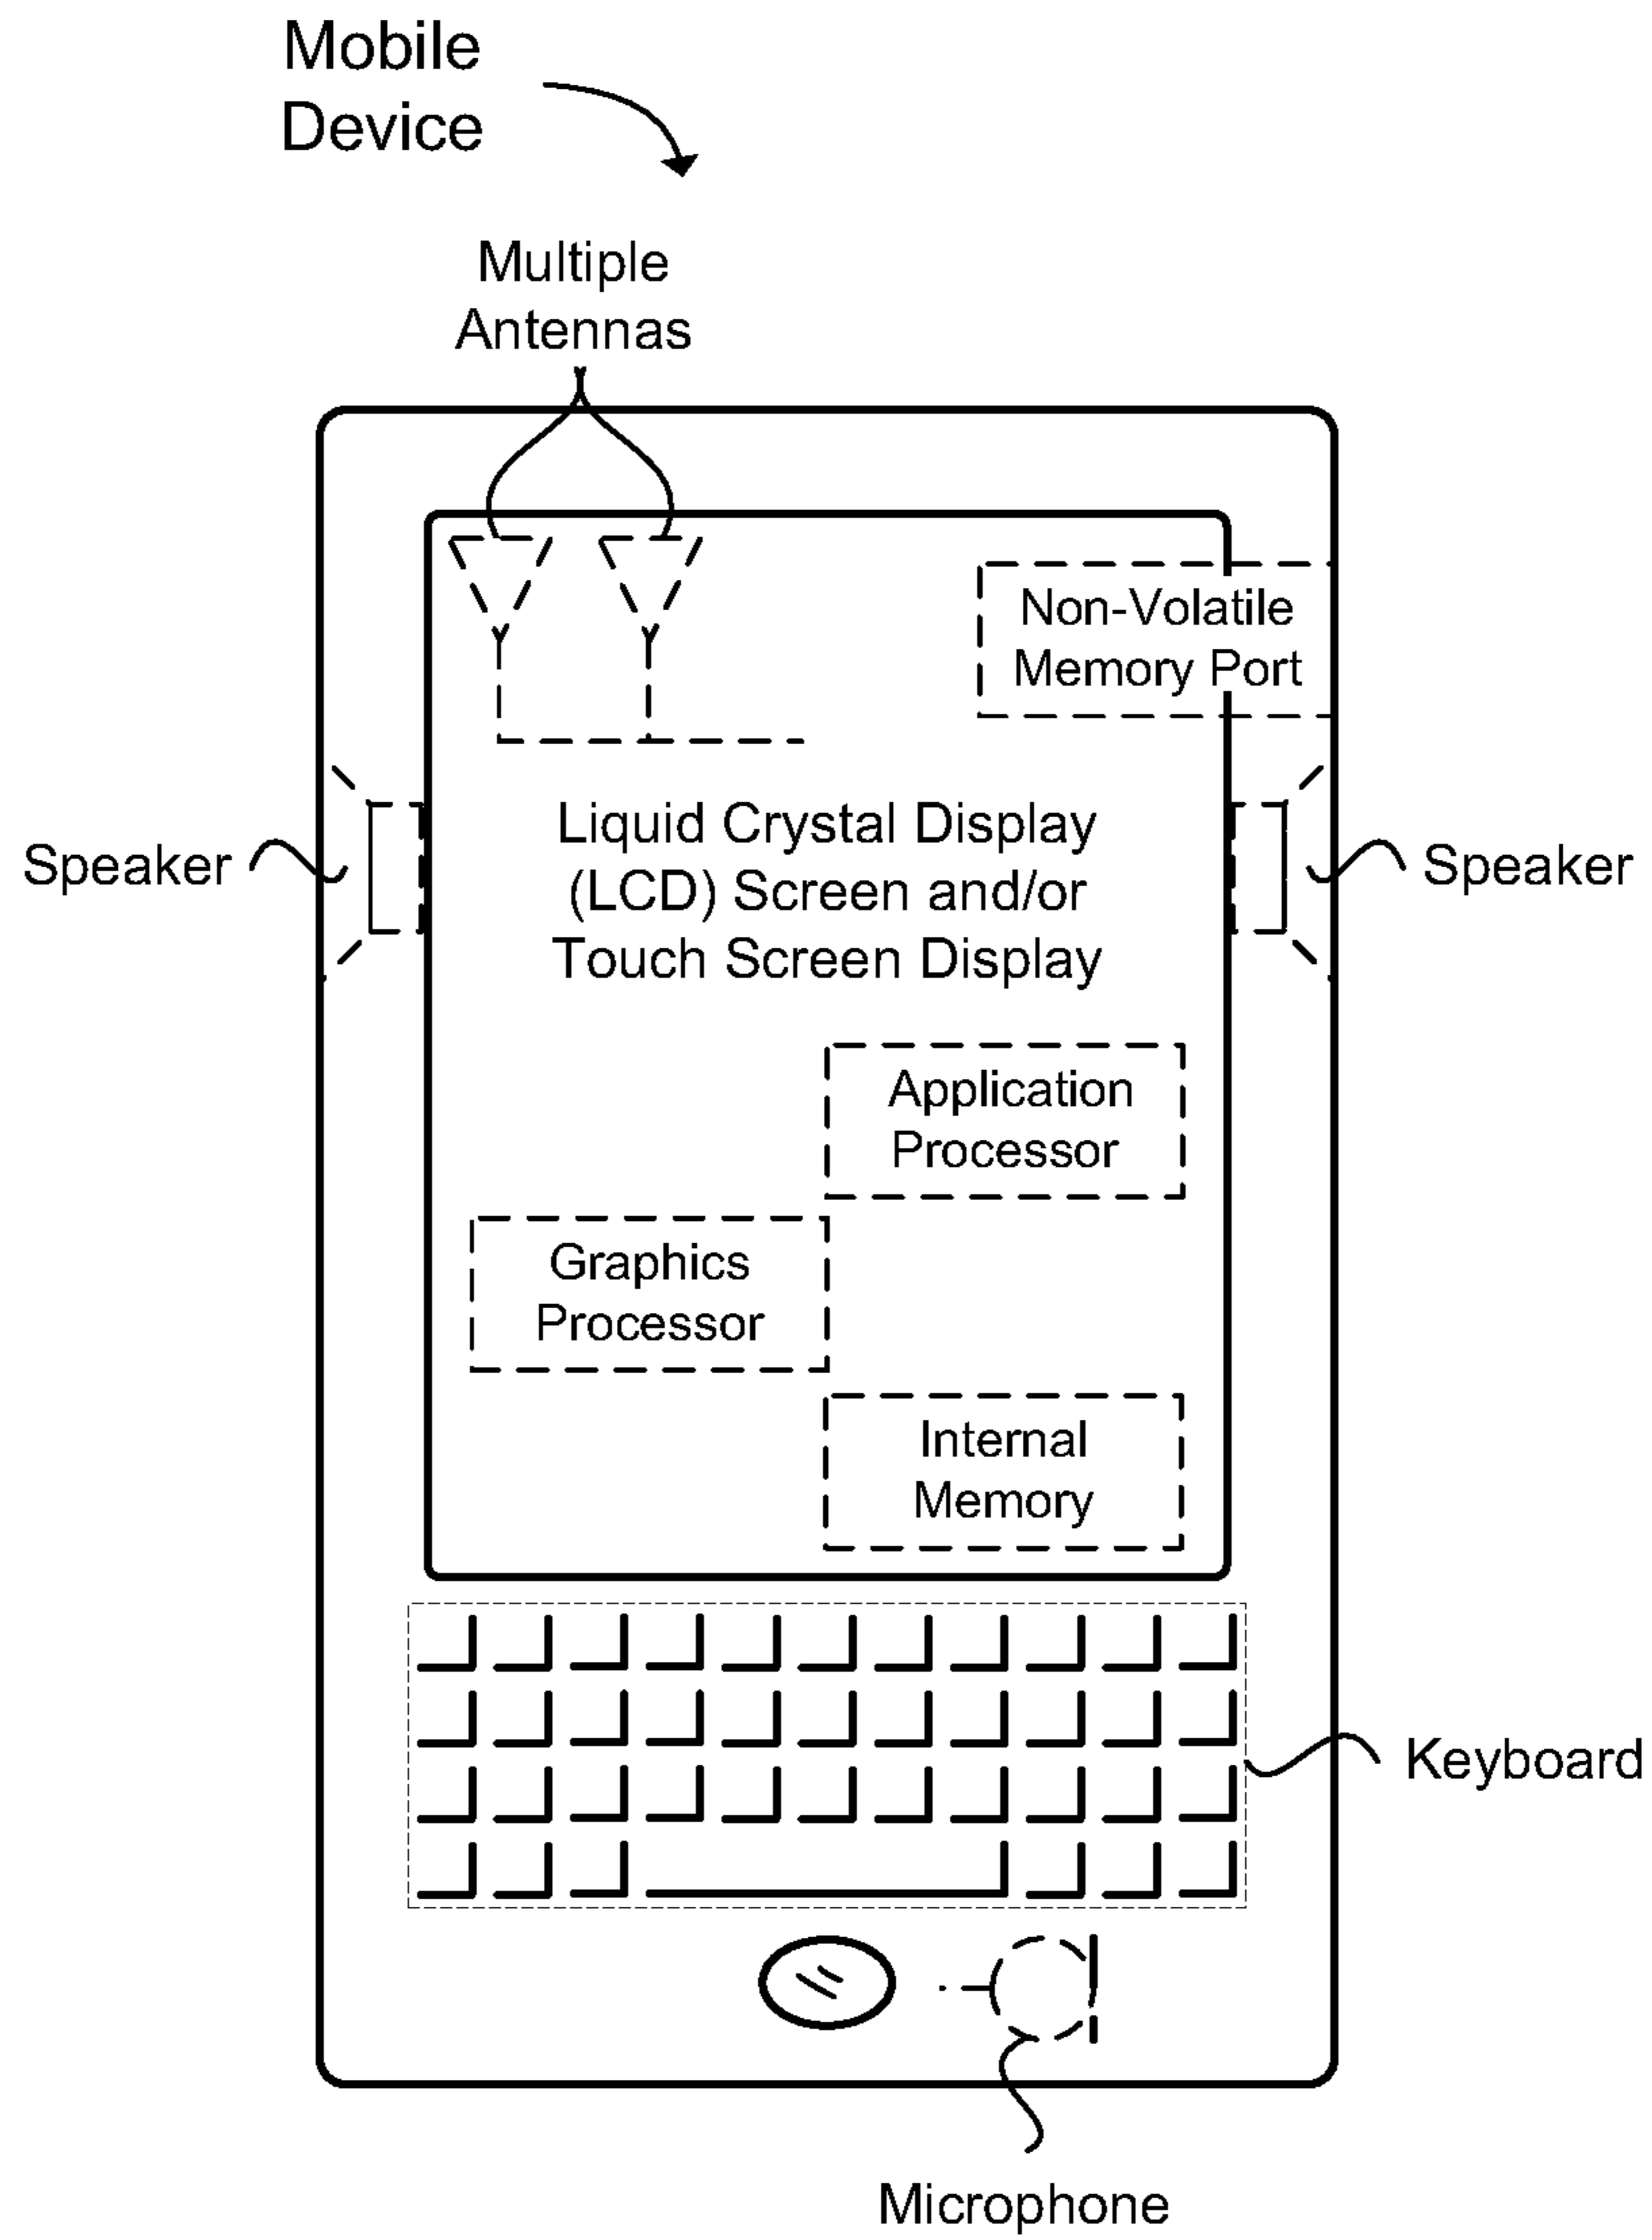 Mobile
Device
Multiple
Antennas
Non-Volatile
Memory Port
Liquid Crystal Display
(LCD) Screen and/or
Touch Screen Display
Speaker
Speaker
Application
Processor
Graphics
Processor
Internal
Memory
Keyboard
Microphone